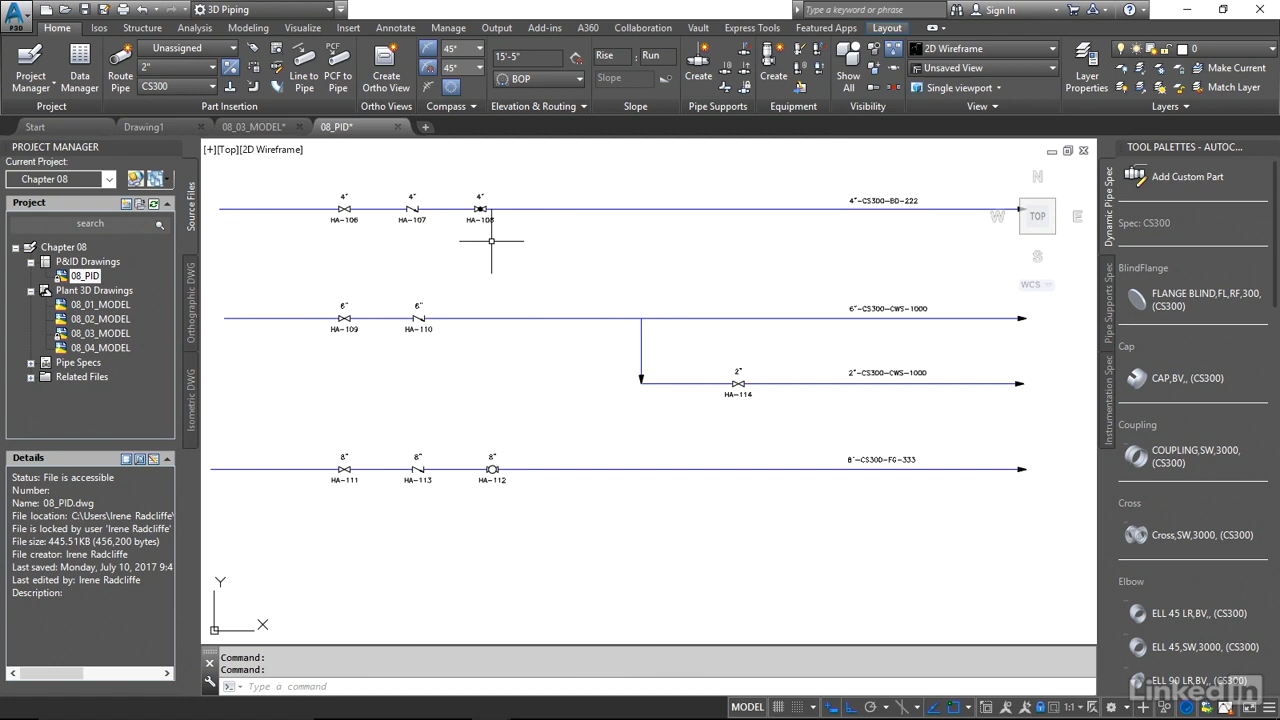 3D Piping
Type a keyword or phrase
Sign In
Home Isos Structure Analysis Modeling Visualize Insert Annotate Manage Output Add-ins A360 Collaboration Vault Express Tools Featured Apps Layout
Project Manager
Data Manager
Project
Route Pipe
Unassigned
2"
CS300
Line to Pipe
PCF to Pipe
Part Insertion
Create Ortho View
Ortho Views
45°
45°
Compass
15'-5"
BOP
Elevation & Routing
Rise : Run
Slope
Slope
Create
Pipe Supports
Create
Equipment
Show All
Visibility
2D Wireframe
Unsaved View
Single viewport
View
Layer Properties
0
Make Current
Match Layer
Layers
Start Drawing1 08_03_MODEL* 08_PID*
PROJECT MANAGER
Current Project:
Chapter 08
Project
search
Chapter 08
P&ID Drawings
08_PID
Plant 3D Drawings
08_01_MODEL
08_02_MODEL
08_03_MODEL
08_04_MODEL
Pipe Specs
Related Files
Source Files
Orthographic DWG
Isometric DWG
Details
Status: File is accessible
Number:
Name: 08_PID.dwg
File location: C:\Users\Irene Radcliffe\
File is locked by user 'Irene Radcliffe'
File size: 445.51KB (456,200 bytes)
File creator: Irene Radcliffe
Last saved: Monday, July 10, 2017 9:4
Last edited by: Irene Radcliffe
Description:
[+][Top][2D Wireframe]
N
W TOP E
S
WCS
4" 4" 4" 4"-CS300-BD-222
HA-106 HA-107 HA-108
6" 6" 6"-CS300-CWS-1000
HA-109 HA-110
2" 2"-CS300-CWS-1000
HA-114
8" 8" 8" 8"-CS300-FG-333
HA-111 HA-113 HA-112
Y
X
Command:
Command:
Type a command
MODEL
1:1
TOOL PALETTES - AUTOC...
Dynamic Pipe Spec
Pipe Supports Spec
Instrumentation Spec
Add Custom Part
Spec: CS300
BlindFlange
FLANGE BLIND,FL,RF,300, (CS300)
Cap
CAP,BV,, (CS300)
Coupling
COUPLING,SW,3000, (CS300)
Cross
Cross,SW,3000, (CS300)
Elbow
ELL 45 LR,BV,, (CS300)
ELL 45,SW,3000, (CS300)
ELL 90 LR,BV,, (CS300)
LinkedIn